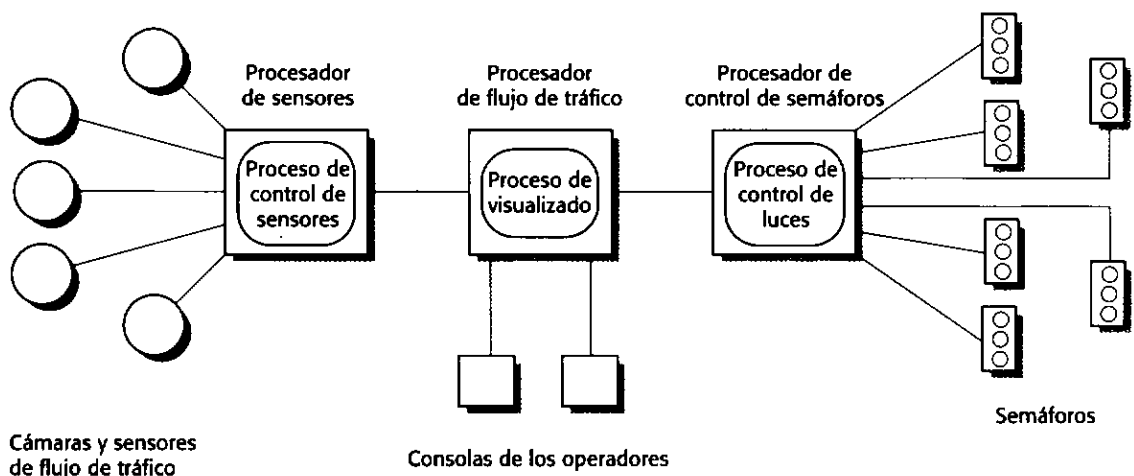 Procesador
de sensores
Procesador
de flujo de tráfico
Procesador de
control de semáforos
Proceso de
control de
sensores
Proceso de
visualizado
Proceso de
control de
luces
Cámaras y sensores
de flujo de tráfico
Consolas de los operadores
Semáforos